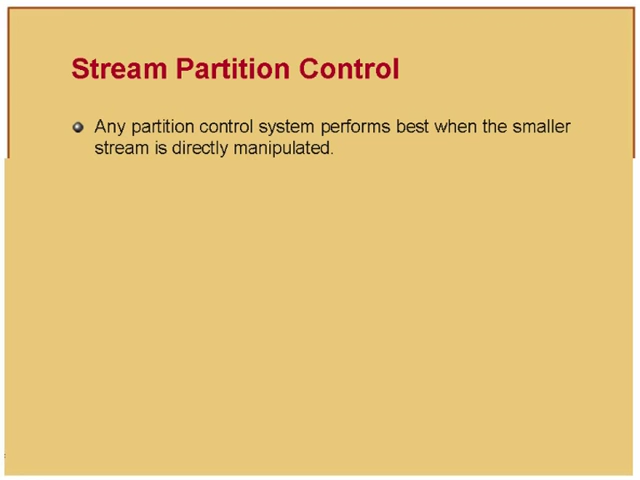 Stream Partition Control
Any partition control system performs best when the smaller
stream is directly manipulated.